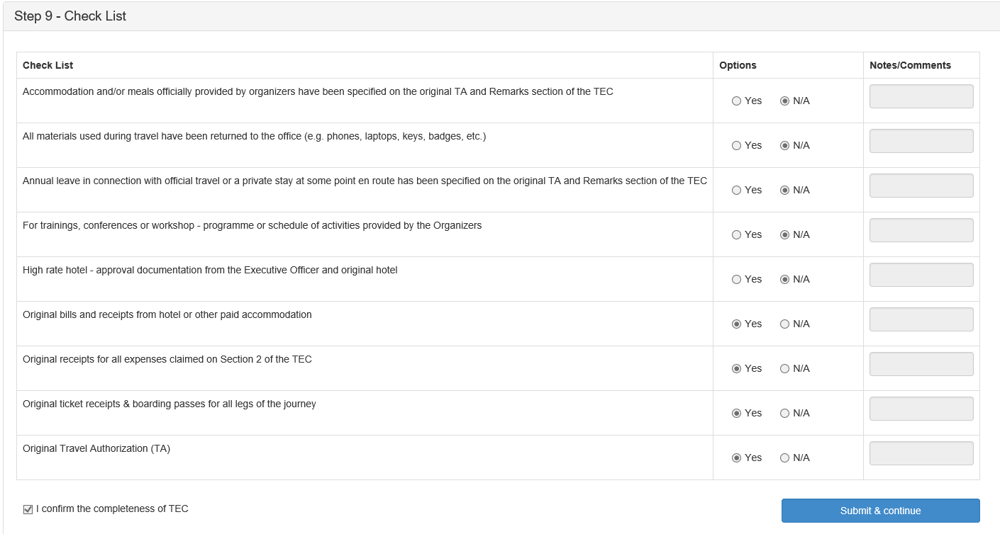 Step 9 - Check List
Check List Options Notes/Comments
Accommodation and/or meals officially provided by organizers have been specified on the original TA and Remarks section of the TEC
Yes N/A
All materials used during travel have been returned to the office (e.g. phones, laptops, keys, badges, etc.)
Yes N/A
Annual leave in connection with official travel or a private stay at some point en route has been specified on the original TA and Remarks section of the TEC
Yes N/A
For trainings, conferences or workshop - programme or schedule of activities provided by the Organizers
Yes N/A
High rate hotel - approval documentation from the Executive Officer and original hotel
Yes N/A
Original bills and receipts from hotel or other paid accommodation
Yes N/A
Original receipts for all expenses claimed on Section 2 of the TEC
Yes N/A
Original ticket receipts & boarding passes for all legs of the journey
Yes N/A
Original Travel Authorization (TA)
Yes N/A
I confirm the completeness of TEC
Submit & continue